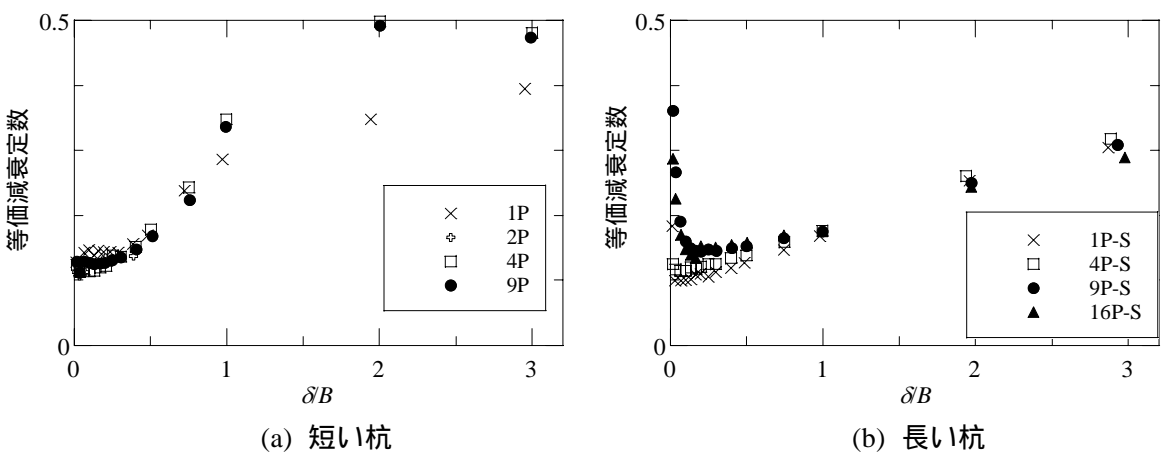 0.5
0
等価減衰定数
0 1 2 3
δ/B
1P
2P
4P
9P
(a) 短い杭
0.5
0
等価減衰定数
0 1 2 3
δ/B
1P-S
4P-S
9P-S
16P-S
(b) 長い杭